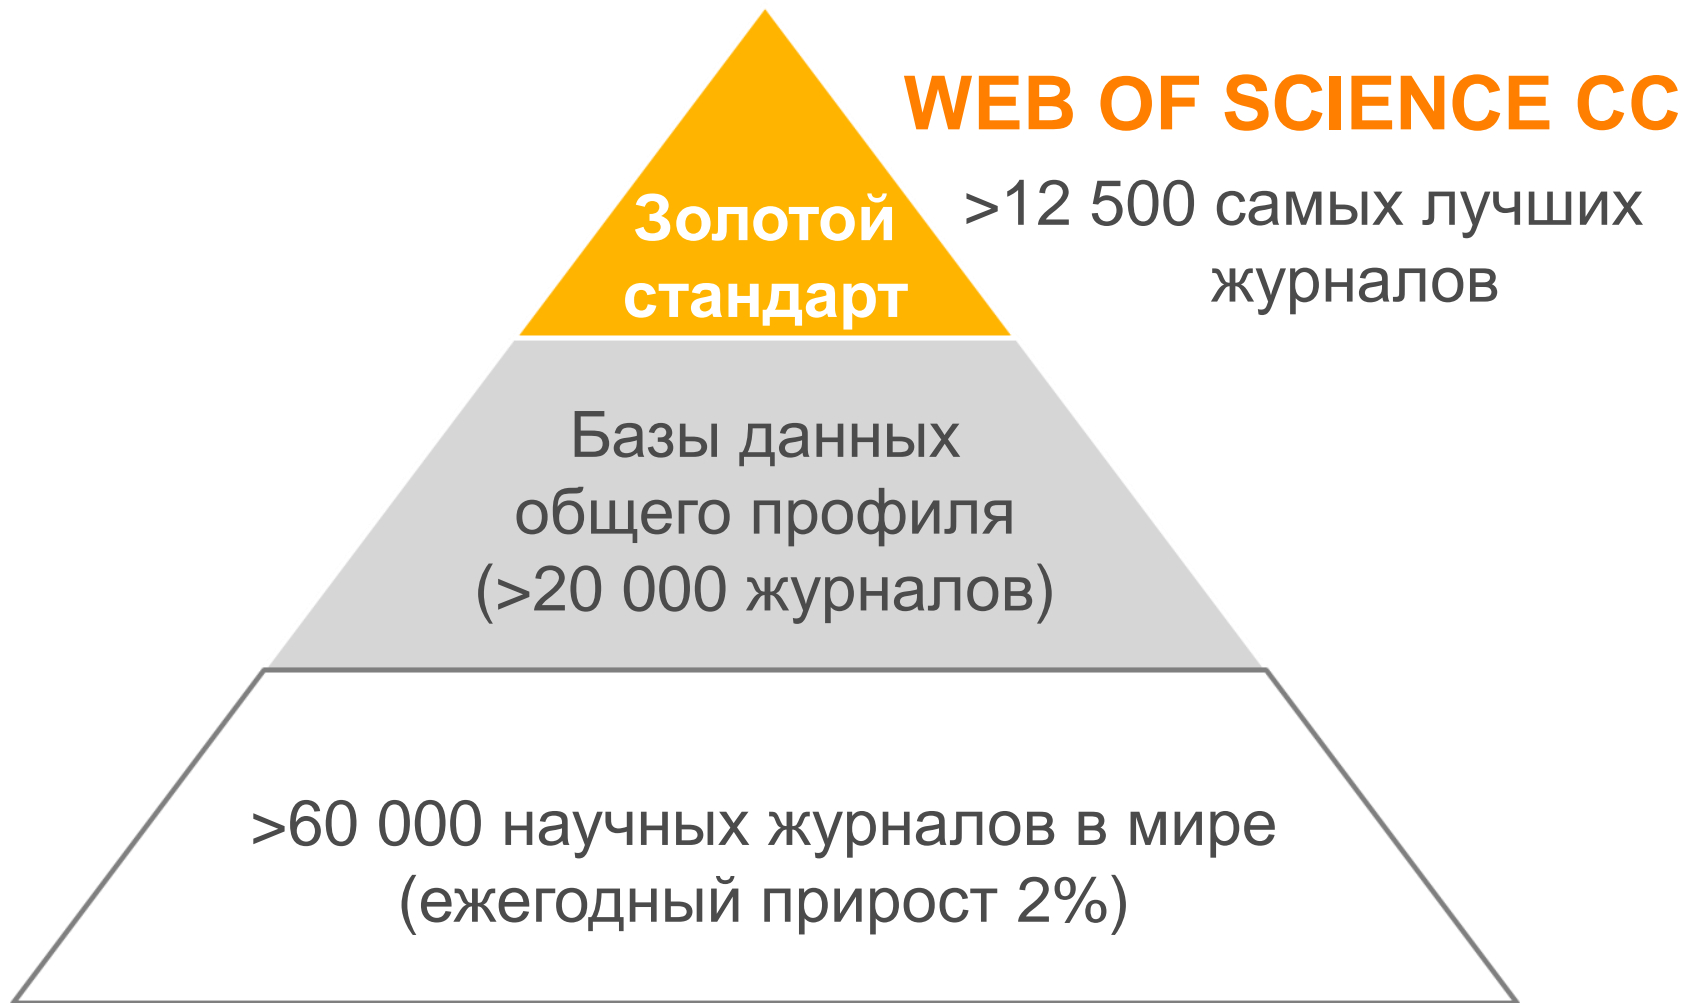 WEB OF SCIENCE CC
>12 500 самых лучших
журналов
Золотой
стандарт
Базы данных
общего профиля
(>20 000 журналов)
>60 000 научных журналов в мире
(ежегодный прирост 2%)